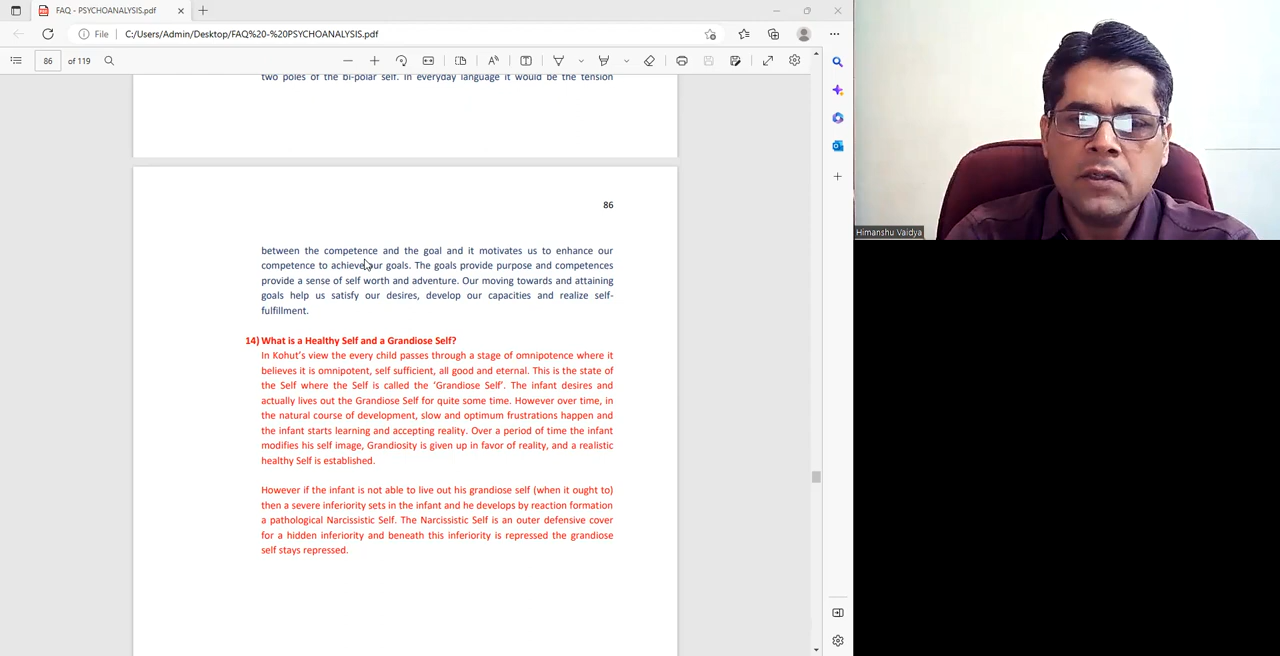 FAQ - PSYCHOANALYSIS.pdf
File
C:/Users/Admin/Desktop/FAQ%20-%20PSYCHOANALYSIS.pdf
86 of 119
two poles of the bi-polar self. In everyday language it would be the tension
86
between the competence and the goal and it motivates us to enhance our
competence to achieve our goals. The goals provide purpose and competences
provide a sense of self worth and adventure. Our moving towards and attaining
goals help us satisfy our desires, develop our capacities and realize self-
fulfillment.
14) What is a Healthy Self and a Grandiose Self?
In Kohut's view the every child passes through a stage of omnipotence where it
believes it is omnipotent, self sufficient, all good and eternal. This is the state of
the Self where the Self is called the 'Grandiose Self'. The infant desires and
actually lives out the Grandiose Self for quite some time. However over time, in
the natural course of development, slow and optimum frustrations happen and
the infant starts learning and accepting reality. Over a period of time the infant
modifies his self image, Grandiosity is given up in favor of reality, and a realistic
healthy Self is established.
However if the infant is not able to live out his grandiose self (when it ought to)
then a severe inferiority sets in the infant and he develops by reaction formation
a pathological Narcissistic Self. The Narcissistic Self is an outer defensive cover
for a hidden inferiority and beneath this inferiority is repressed the grandiose
self stays repressed.
Himanshu Vaidya